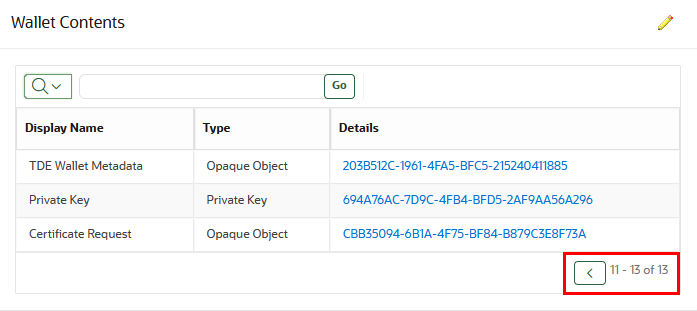 Wallet Contents
Go
Display Name Type Details
TDE Wallet Metadata Opaque Object 203B512C-1961-4FA5-BFC5-215240411885
Private Key Private Key 694A76AC-7D9C-4FB4-BFD5-2AF9AA56A296
Certificate Request Opaque Object CBB35094-6B1A-4F75-BF84-B879C3E8F73A
11 - 13 of 13